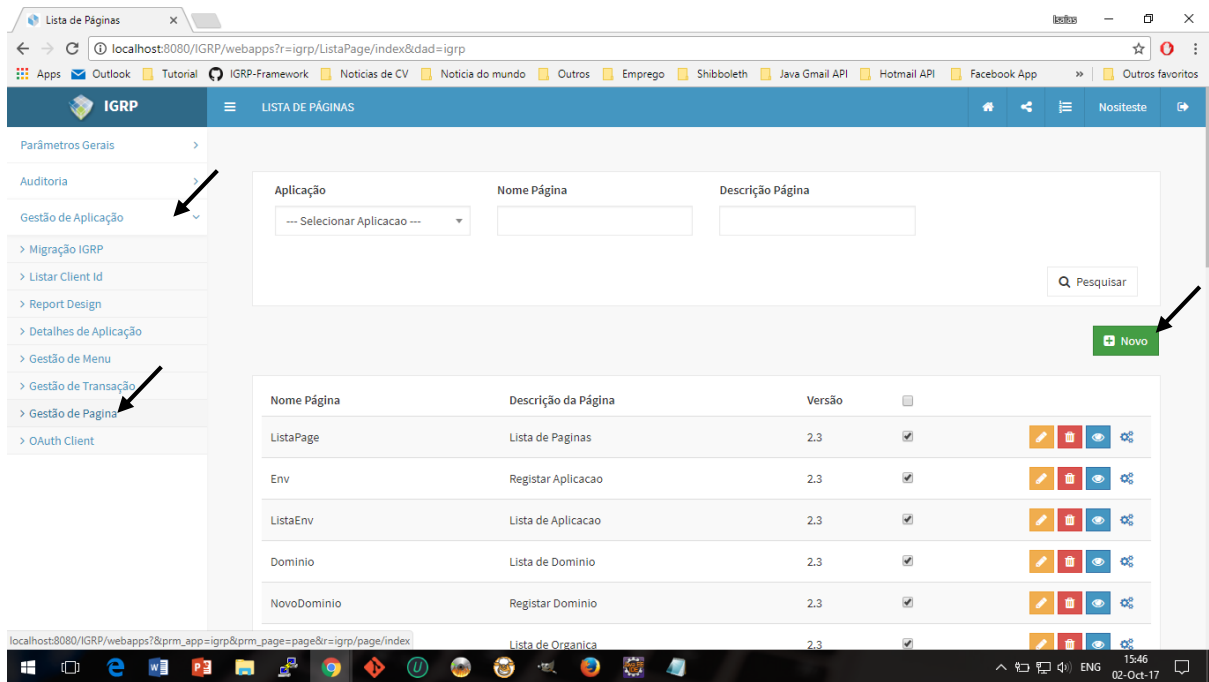 Lista de Páginas
Isaias
localhost:8080/IGRP/webapps?r=igrp/ListaPage/index&dad=igrp
Apps Outlook Tutorial IGRP-Framework Noticias de CV Noticia do mundo Outros Emprego Shibboleth Java Gmail API Hotmail API Facebook App » Outros favoritos
IGRP
LISTA DE PÁGINAS
Nositeste
Parâmetros Gerais
Auditoria
Gestão de Aplicação
> Migração IGRP
> Listar Client Id
> Report Design
> Detalhes de Aplicação
> Gestão de Menu
> Gestão de Transação
> Gestão de Pagina
> OAuth Client
Aplicação Nome Página Descrição Página
--- Selecionar Aplicacao ---
Pesquisar
Novo
Nome Página Descrição da Página Versão
ListaPage Lista de Paginas 2.3
Env Registar Aplicacao 2.3
ListaEnv Lista de Aplicacao 2.3
Dominio Lista de Dominio 2.3
NovoDominio Registar Dominio 2.3
Lista de Organica 2.3
localhost:8080/IGRP/webapps?&prm_app=igrp&prm_page=page&r=igrp/page/index
ENG
15:46
02-Oct-17